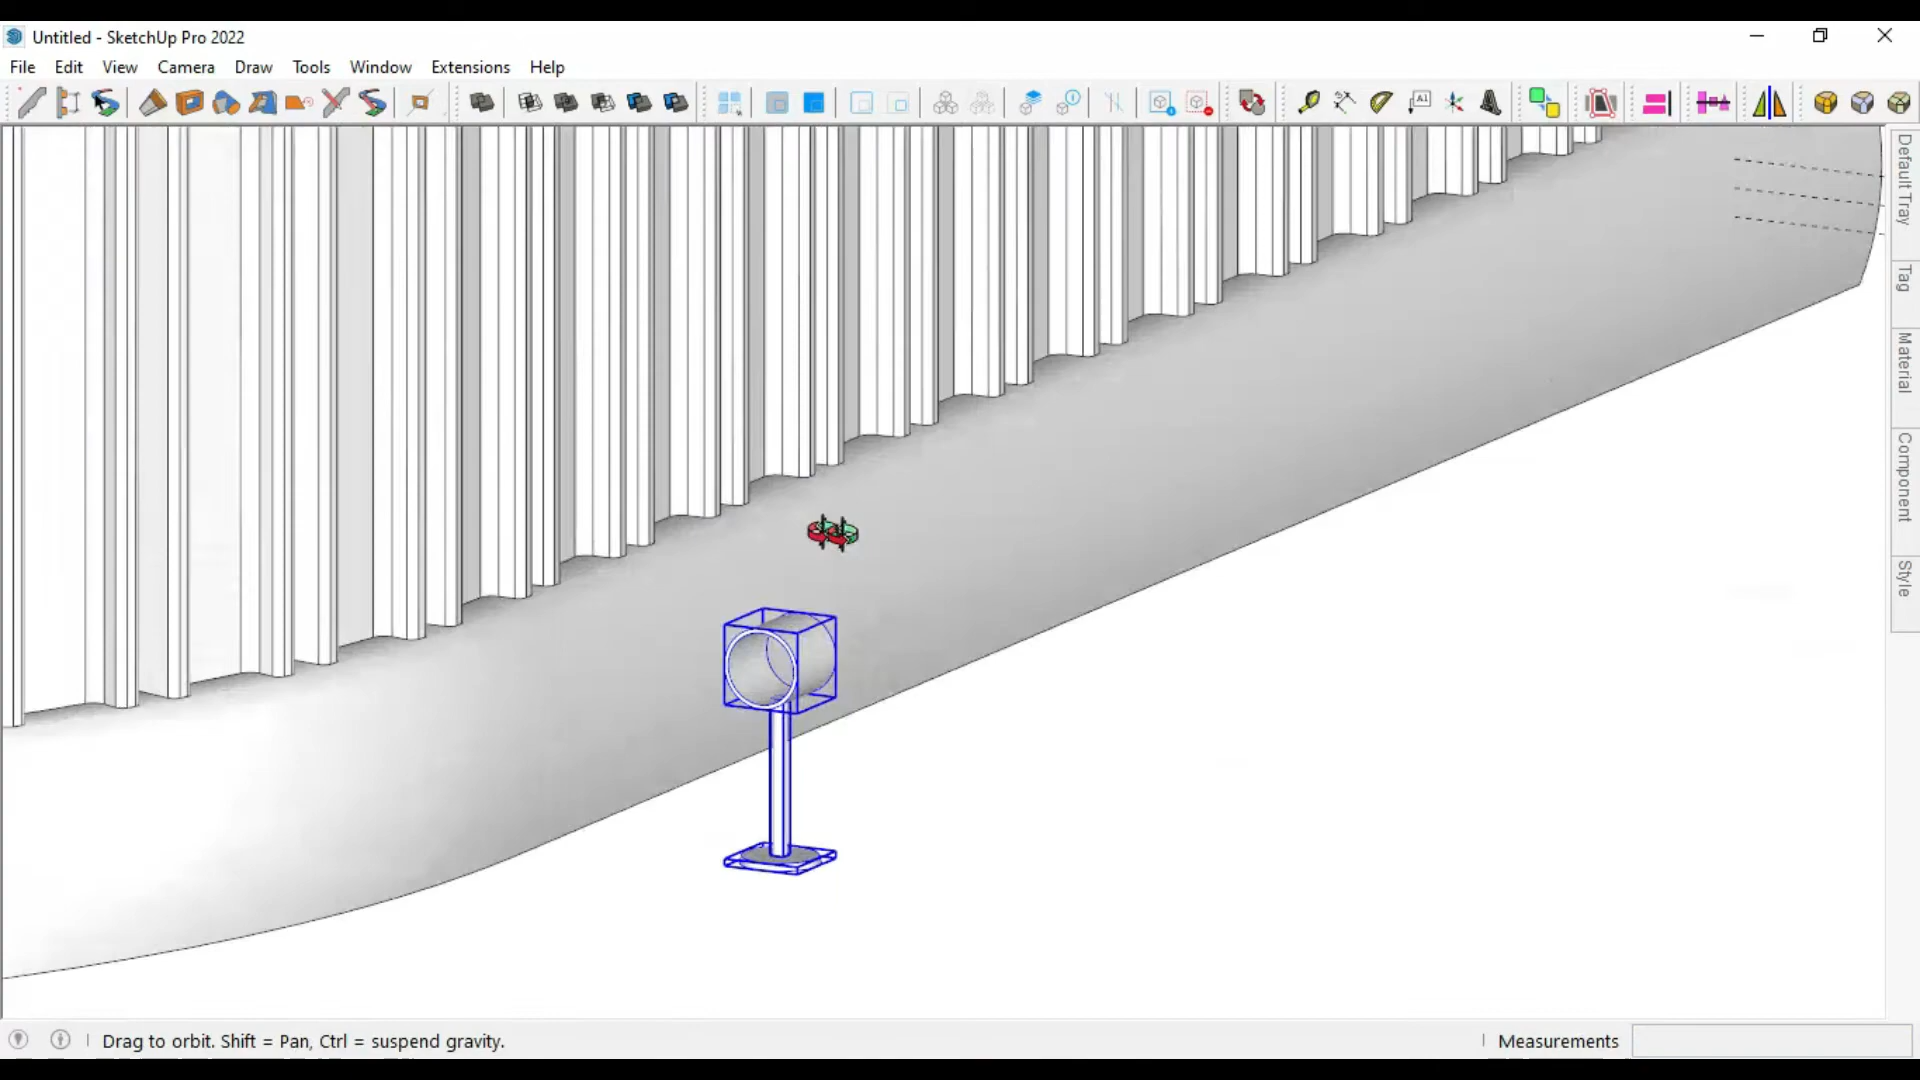 Untitled - SketchUp Pro 2022
File Edit View Camera Draw Tools Window Extensions Help
A1
Default Tray
Tag
Material
Component
Style
Drag to orbit. Shift = Pan, Ctrl = suspend gravity.
Measurements